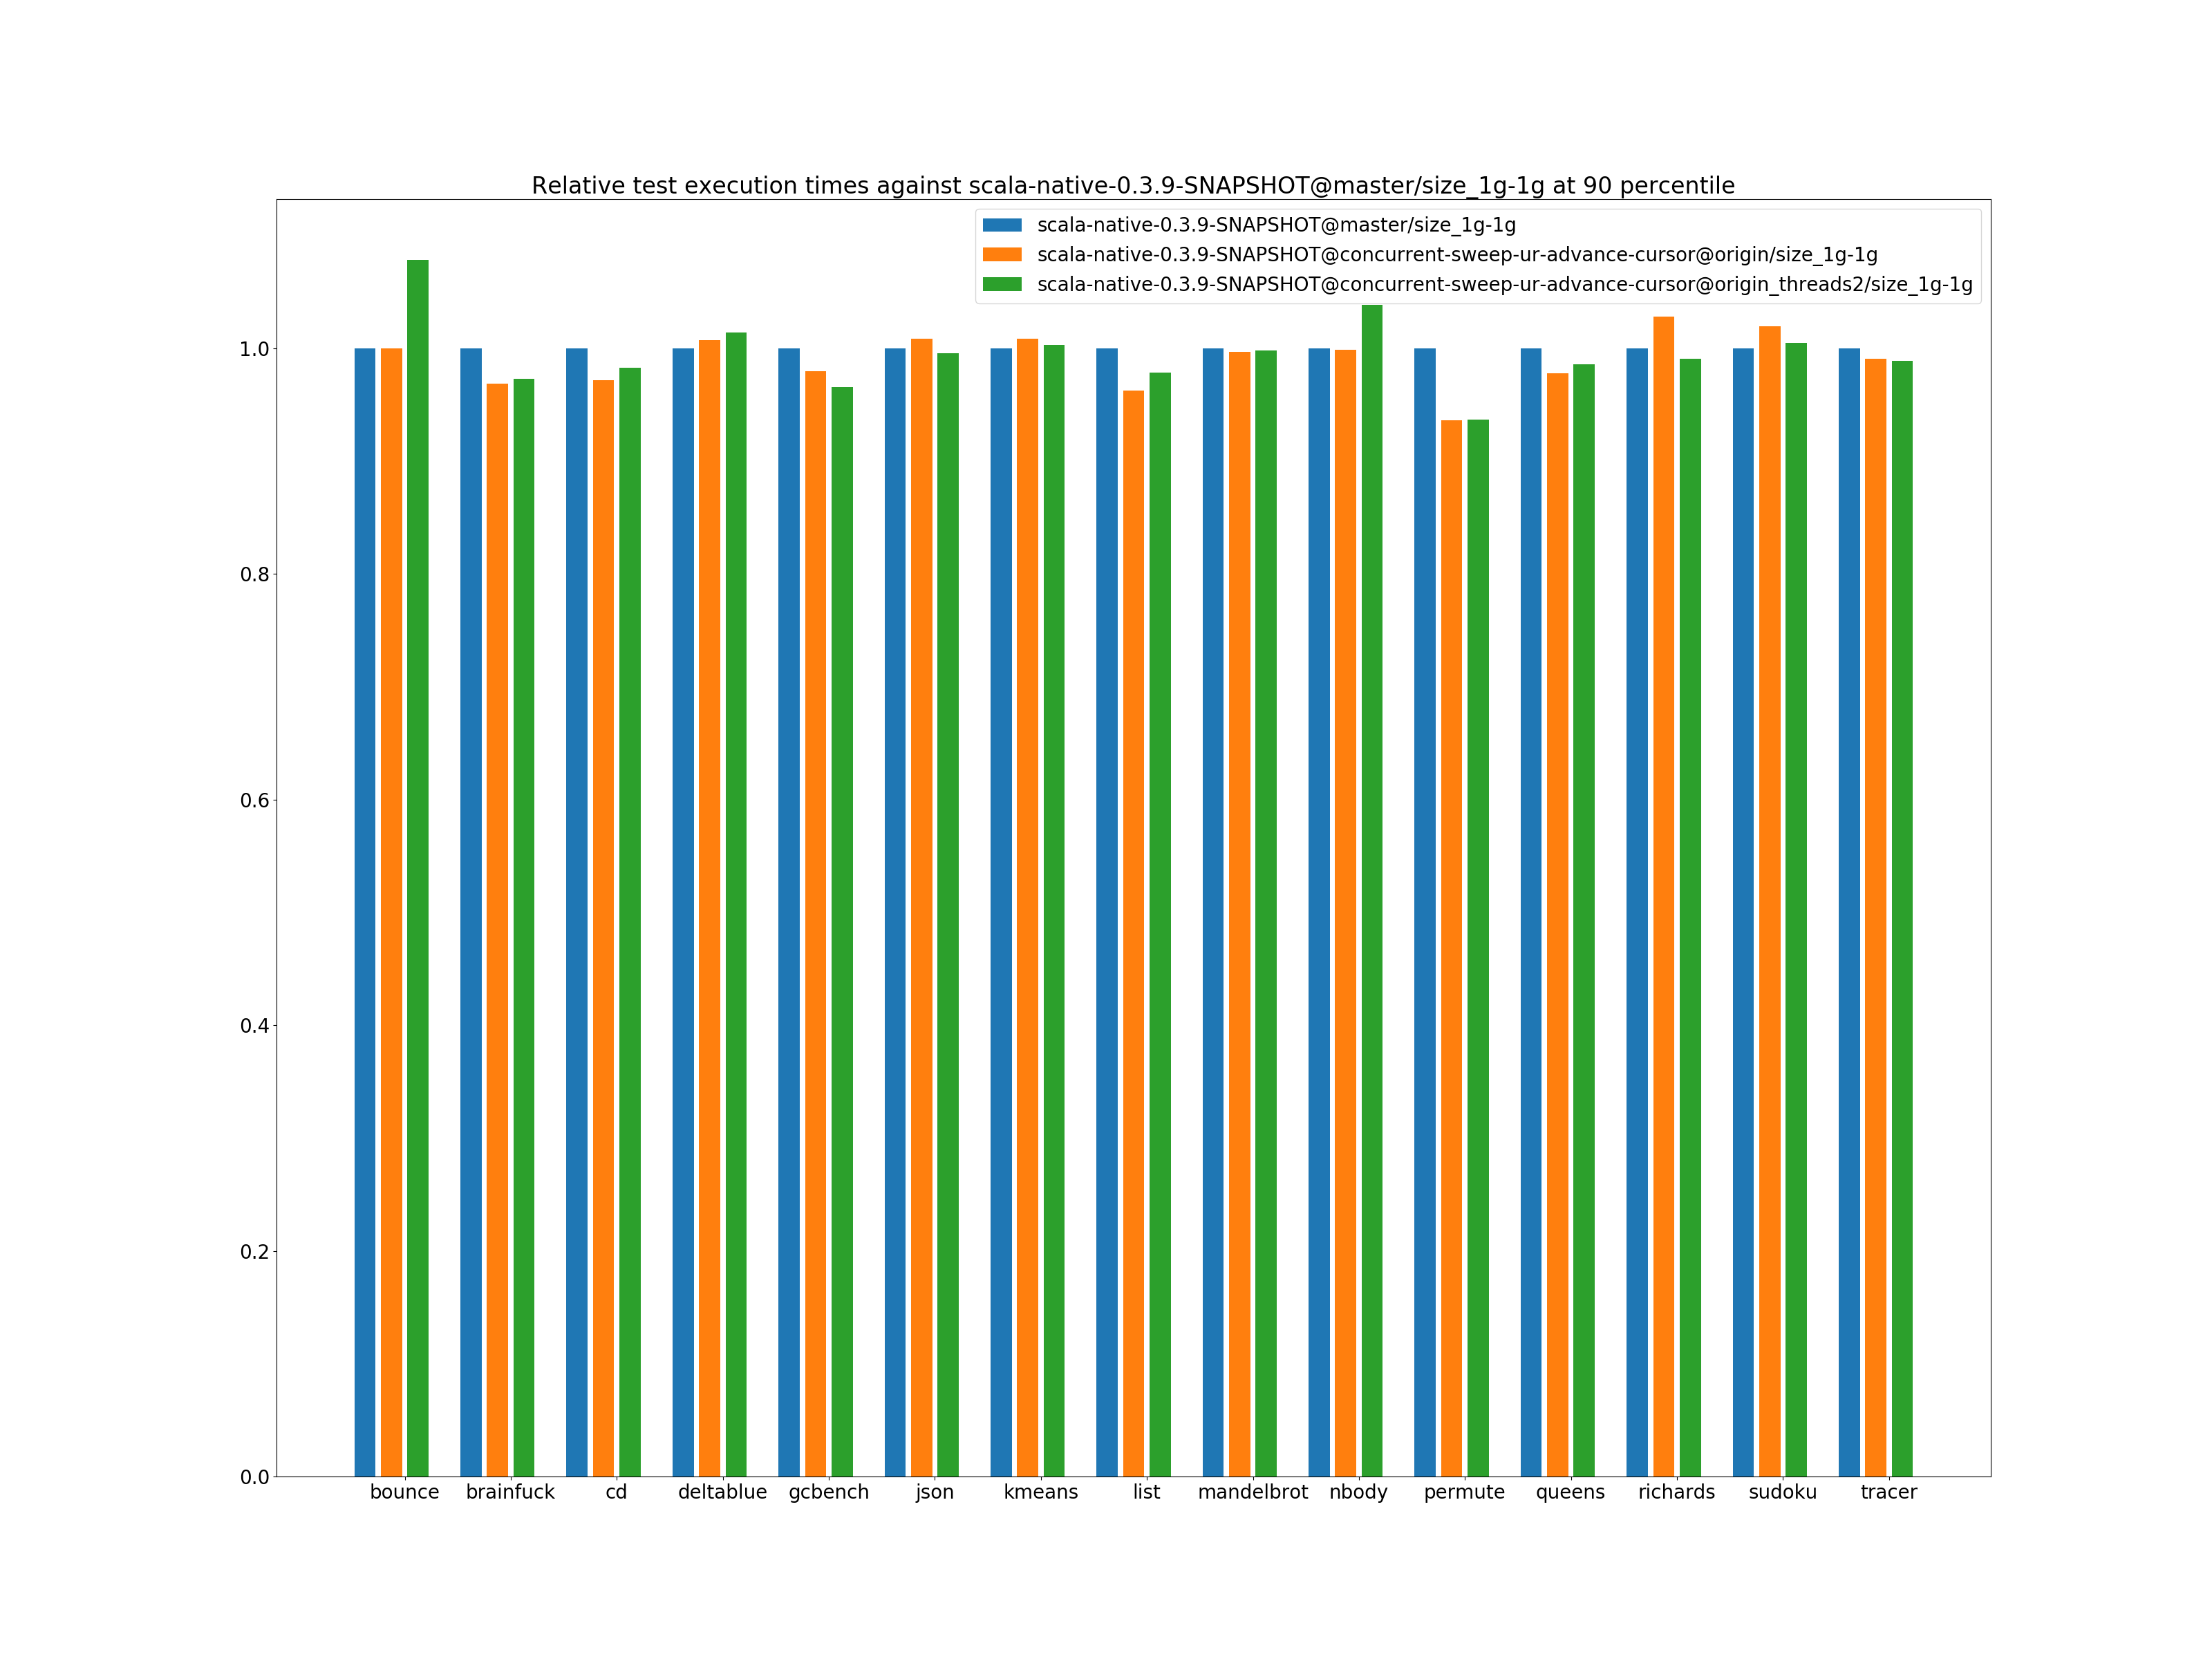 Relative test execution times against scala-native-0.3.9-SNAPSHOT@master/size_1g-1g at 90 percentile
scala-native-0.3.9-SNAPSHOT@master/size_1g-1g
scala-native-0.3.9-SNAPSHOT@concurrent-sweep-ur-advance-cursor@origin/size_1g-1g
scala-native-0.3.9-SNAPSHOT@concurrent-sweep-ur-advance-cursor@origin_threads2/size_1g-1g
1.0
0.8
0.6
0.4
0.2
0.0
bounce brainfuck cd deltablue gcbench json kmeans list mandelbrot nbody permute queens richards sudoku tracer